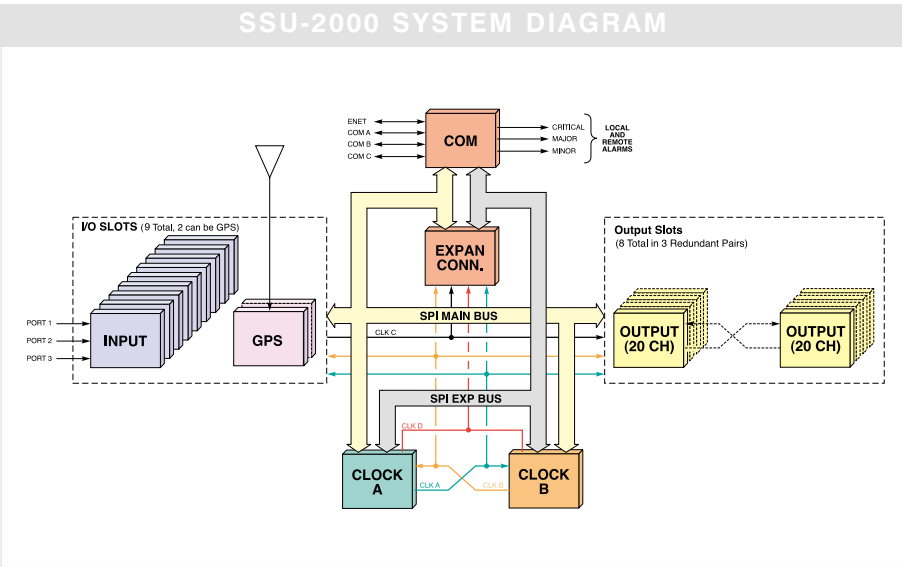 SSU-2000 SYSTEM DIAGRAM
ENET
COM A
COM B
COM C
COM
CRITICAL
MAJOR
MINOR
LOCAL
AND
REMOTE
ALARMS
I/O SLOTS (9 Total, 2 can be GPS)
Output Slots
(8 Total in 3 Redundant Pairs)
EXPAN
CONN.
SPI MAIN BUS
PORT 1
PORT 2
PORT 3
INPUT
GPS
CLK C
OUTPUT
(20 CH)
OUTPUT
(20 CH)
SPI EXP BUS
CLK D
CLOCK
A
CLK A
CLK B
CLOCK
B